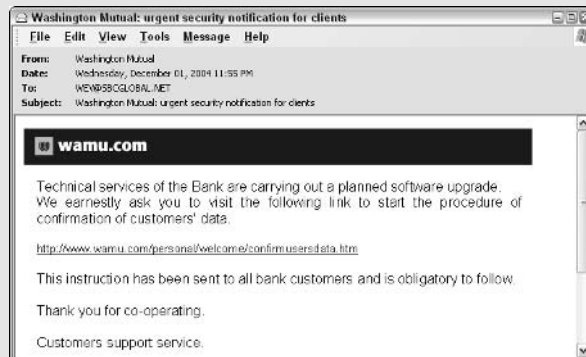 Washington Mutual: urgent security notification for clients
File Edit View Tools Message Help
From: Washington Mutual
Date: Wednesday, December 01, 2004 11:55 PM
To: WEW@SBCGLOBAL.NET
Subject: Washington Mutual: urgent security notification for clients
wamu.com
Technical services of the Bank are carrying out a planned software upgrade.
We earnestly ask you to visit the following link to start the procedure of
confirmation of customers' data.
http://www.wamu.com/personal/welcome/confirmusersdata.htm
This instruction has been sent to all bank customers and is obligatory to follow.
Thank you for co-operating.
Customers support service.